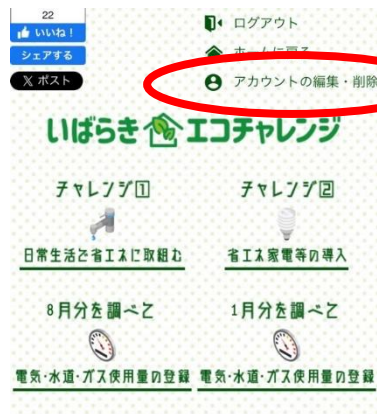 22
いいね！
シェアする
ポスト
ログアウト
ホームに戻る
アカウントの編集・削除
いばらき エコチャレンジ
チャレンジ①
日常生活で省エネに取組む
チャレンジ②
省エネ家電等の導入
8月分を調べて
電気・水道・ガス使用量の登録
1月分を調べて
電気・水道・ガス使用量の登録